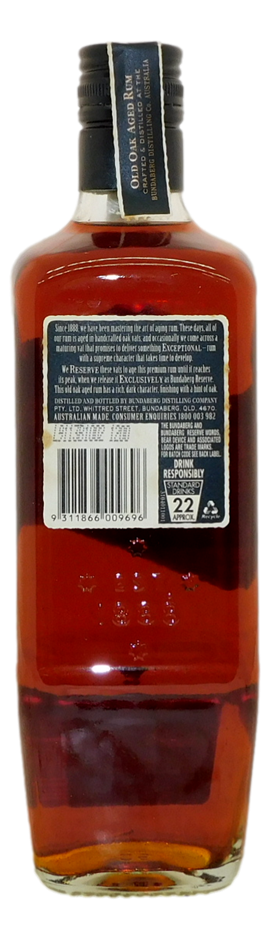 OLD OAK AGED RUM
CRAFTED & DISTILLED AT THE
BUNDABERG DISTILLING Co. AUSTRALIA
Since 1888, we have been mastering the art of aging rum. These days, all of
our rum is aged in handcrafted oak vats, and occasionally we come across a
maturing vat that promises to deliver something EXCEPTIONAL – rum
with a supreme character that takes time to develop.
We RESERVE these vats to age this premium rum until it reaches
its peak, when we release it EXCLUSIVELY as Bundaberg Reserve.
This old oak aged rum has a rich, dark character, finishing with a hint of
DISTILLED AND BOTTLED BY BUNDABERG DISTILLING COMPANY
PTY. LTD. WHITTRED STREET, BUNDABERG, QLD. 4670.
AUSTRALIAN MADE. CONSUMER ENQUIRIES 1800 003 982
L9113B1002 1200
THE BUNDABERG AND
BUNDABERG RESERVE WORDS,
BEAR DEVICE AND ASSOCIATED
LOGOS ARE TRADE MARKS.
FOR BATCH CODE SEE BACK LABEL.
DRINK
RESPONSIBLY
STANDARD
DRINKS
22
APPROX.
Recycle
9 311866 009696
EST
1888